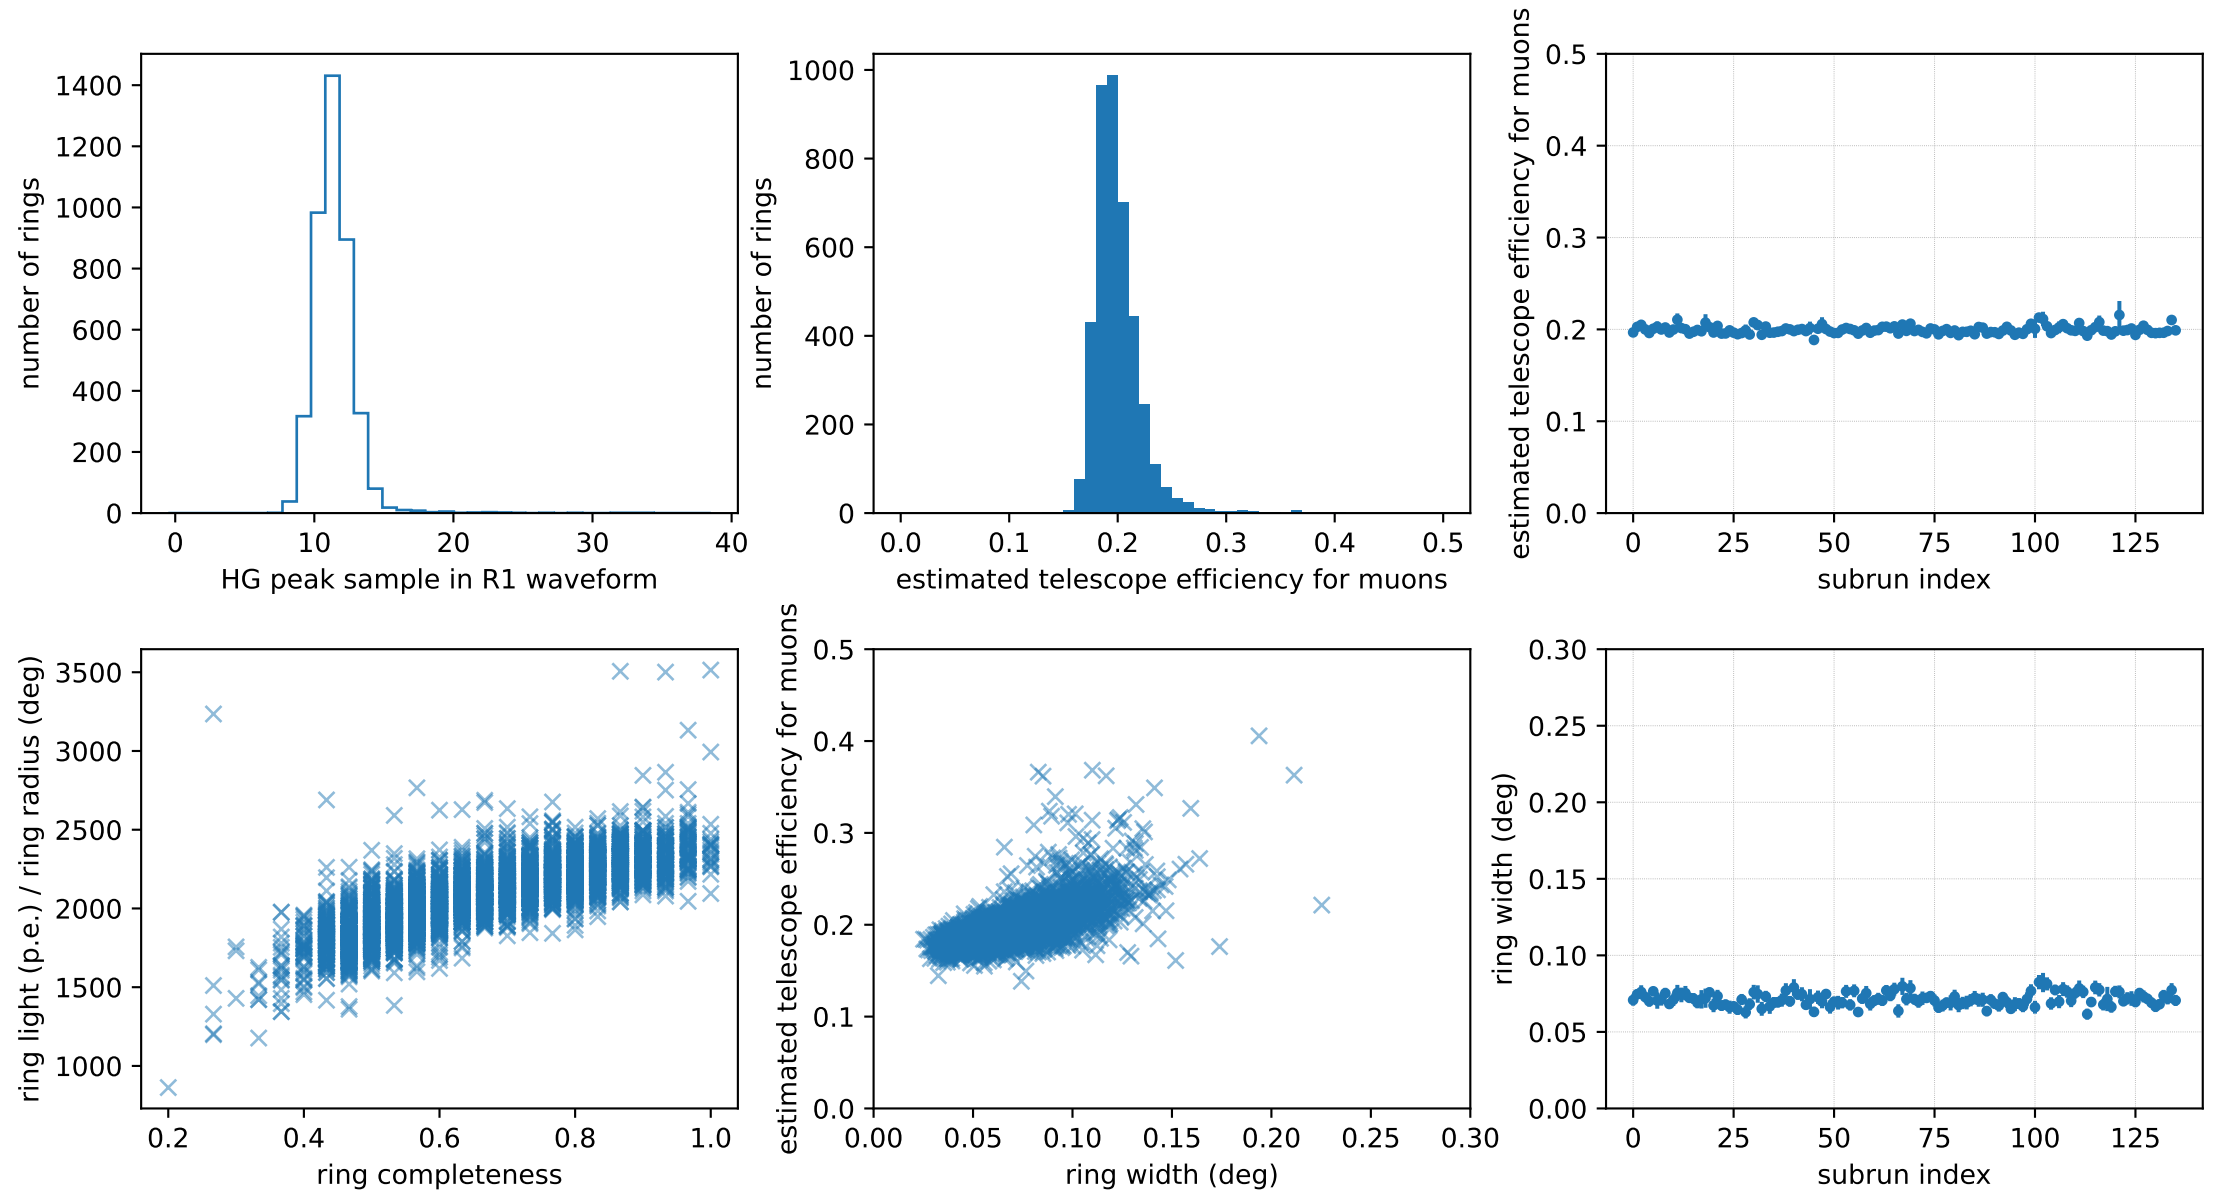 number of rings
1400
1200
1000
800
600
400
200
0
0 10 20 30 40
HG peak sample in R1 waveform
number of rings
1000
800
600
400
200
0
0.0 0.1 0.2 0.3 0.4 0.5
estimated telescope efficiency for muons
estimated telescope efficiency for muons
0.5
0.4
0.3
0.2
0.1
0.0
0 25 50 75 100 125
subrun index
ring light (p.e.) / ring radius (deg)
3500
3000
2500
2000
1500
1000
0.2 0.4 0.6 0.8 1.0
ring completeness
estimated telescope efficiency for muons
0.5
0.4
0.3
0.2
0.1
0.0
0.00 0.05 0.10 0.15 0.20 0.25 0.30
ring width (deg)
ring width (deg)
0.30
0.25
0.20
0.15
0.10
0.05
0.00
0 25 50 75 100 125
subrun index